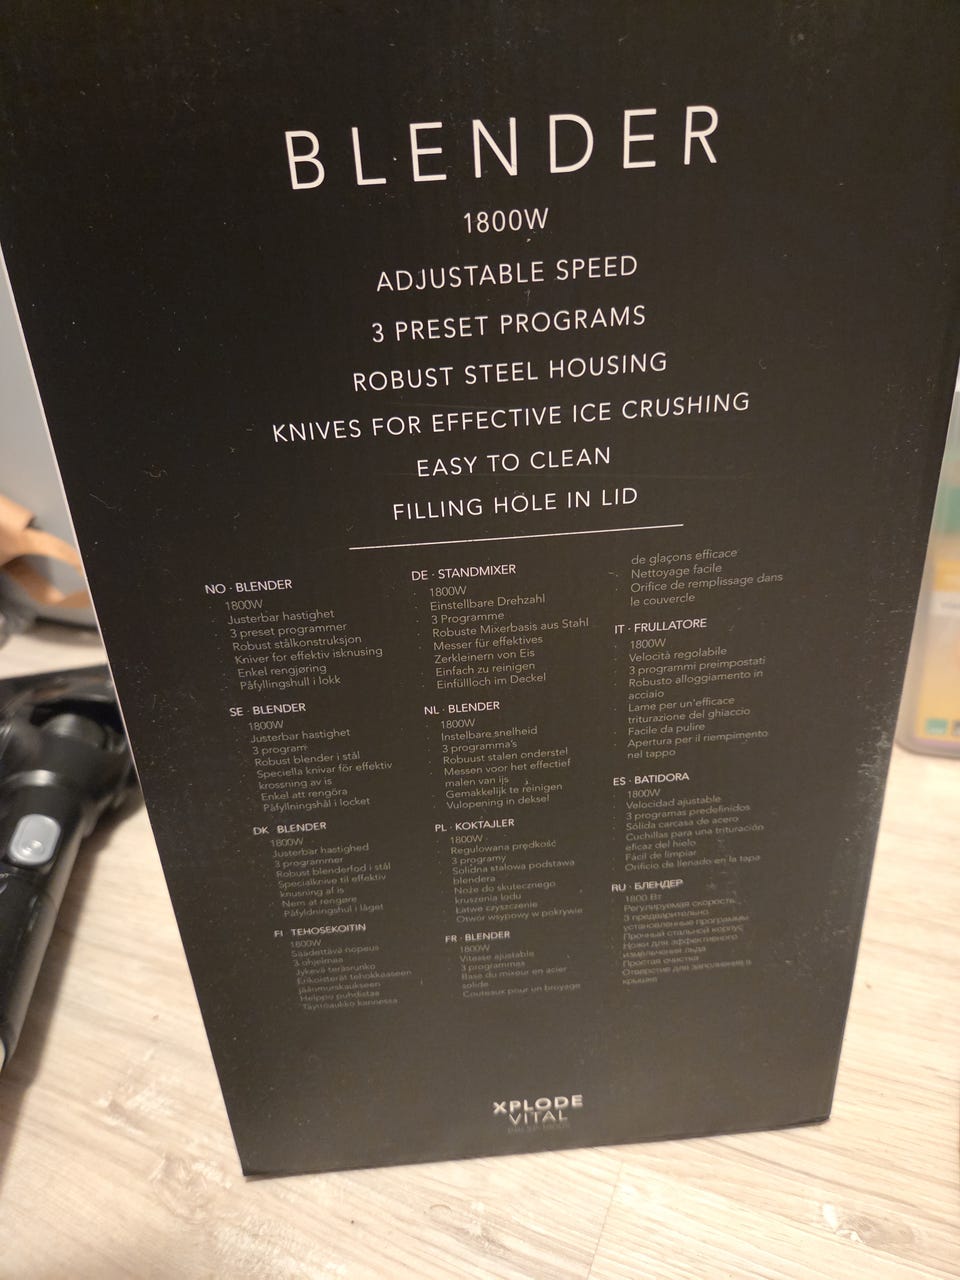 BLENDER
1800W
ADJUSTABLE SPEED
3 PRESET PROGRAMS
ROBUST STEEL HOUSING
KNIVES FOR EFFECTIVE ICE CRUSHING
EASY TO CLEAN
FILLING HOLE IN LID
NO · BLENDER
· 1800W
· Justerbar hastighet
· 3 preset programmer
· Robust stålkonstruksjon
· Kniver for effektiv isknusing
· Enkel rengjøring
· Påfyllingshull i lokk
SE · BLENDER
· 1800W
· Justerbar hastighet
· 3 program
· Robust blender i stål
· Speciella knivar för effektiv
krossning av is
· Enkel att rengöra
· Påfyllningshål i locket
DK · BLENDER
· 1800W
· Justerbar hastighed
· 3 programmer
· Robust blenderfod i stål
· Specialknive til effektiv
knusning af is
· Nem at rengøre
· Påfyldningshul i låget
FI · TEHOSEKOITIN
· 1800W
· Säädettävä nopeus
· 3 ohjelmaa
· Jykevä teräsrunko
· Erikoisterät tehokkaaseen
jäänmurskaukseen
· Helppo puhdistaa
· Täyttöaukko kannessa
DE · STANDMIXER
· 1800W
· Einstellbare Drehzahl
· 3 Programme
· Robuste Mixerbasis aus Stahl
· Messer für effektives
Zerkleinern von Eis
· Einfach zu reinigen
· Einfüllloch im Deckel
NL · BLENDER
· 1800W
· Instelbare snelheid
· 3 programma's
· Robuust stalen onderstel
· Messen voor het effectief
malen van ijs
· Gemakkelijk te reinigen
· Vulopening in deksel
PL · KOKTAJLER
· 1800W
· Regulowana prędkość
· 3 programy
· Solidna stalowa podstawa
blendera
· Noże do skutecznego
kruszenia lodu
· Łatwe czyszczenie
· Otwór wsypowy w pokrywie
FR · BLENDER
· 1800W
· Vitesse ajustable
· 3 programmes
· Base du mixeur en acier
solide
· Couteaux pour un broyage
de glaçons efficace
· Nettoyage facile
· Orifice de remplissage dans
le couvercle
IT · FRULLATORE
· 1800W
· Velocità regolabile
· 3 programmi preimpostati
· Robusto alloggiamento in
acciaio
· Lame per un'efficace
triturazione del ghiaccio
· Facile da pulire
· Apertura per il riempimento
nel tappo
ES · BATIDORA
· 1800W
· Velocidad ajustable
· 3 programas predefinidos
· Sólida carcasa de acero
· Cuchillas para una trituración
eficaz del hielo
· Fácil de limpiar
· Orificio de llenado en la tapa
RU · БЛЕНДЕР
· 1800 Вт
· Регулируемая скорость
· 3 предварительно
установленные программы
· Прочный стальной корпус
· Ножи для эффективного
измельчения льда
· Простая очистка
· Отверстие для заполнения в
крышке
XPLODE
VITAL